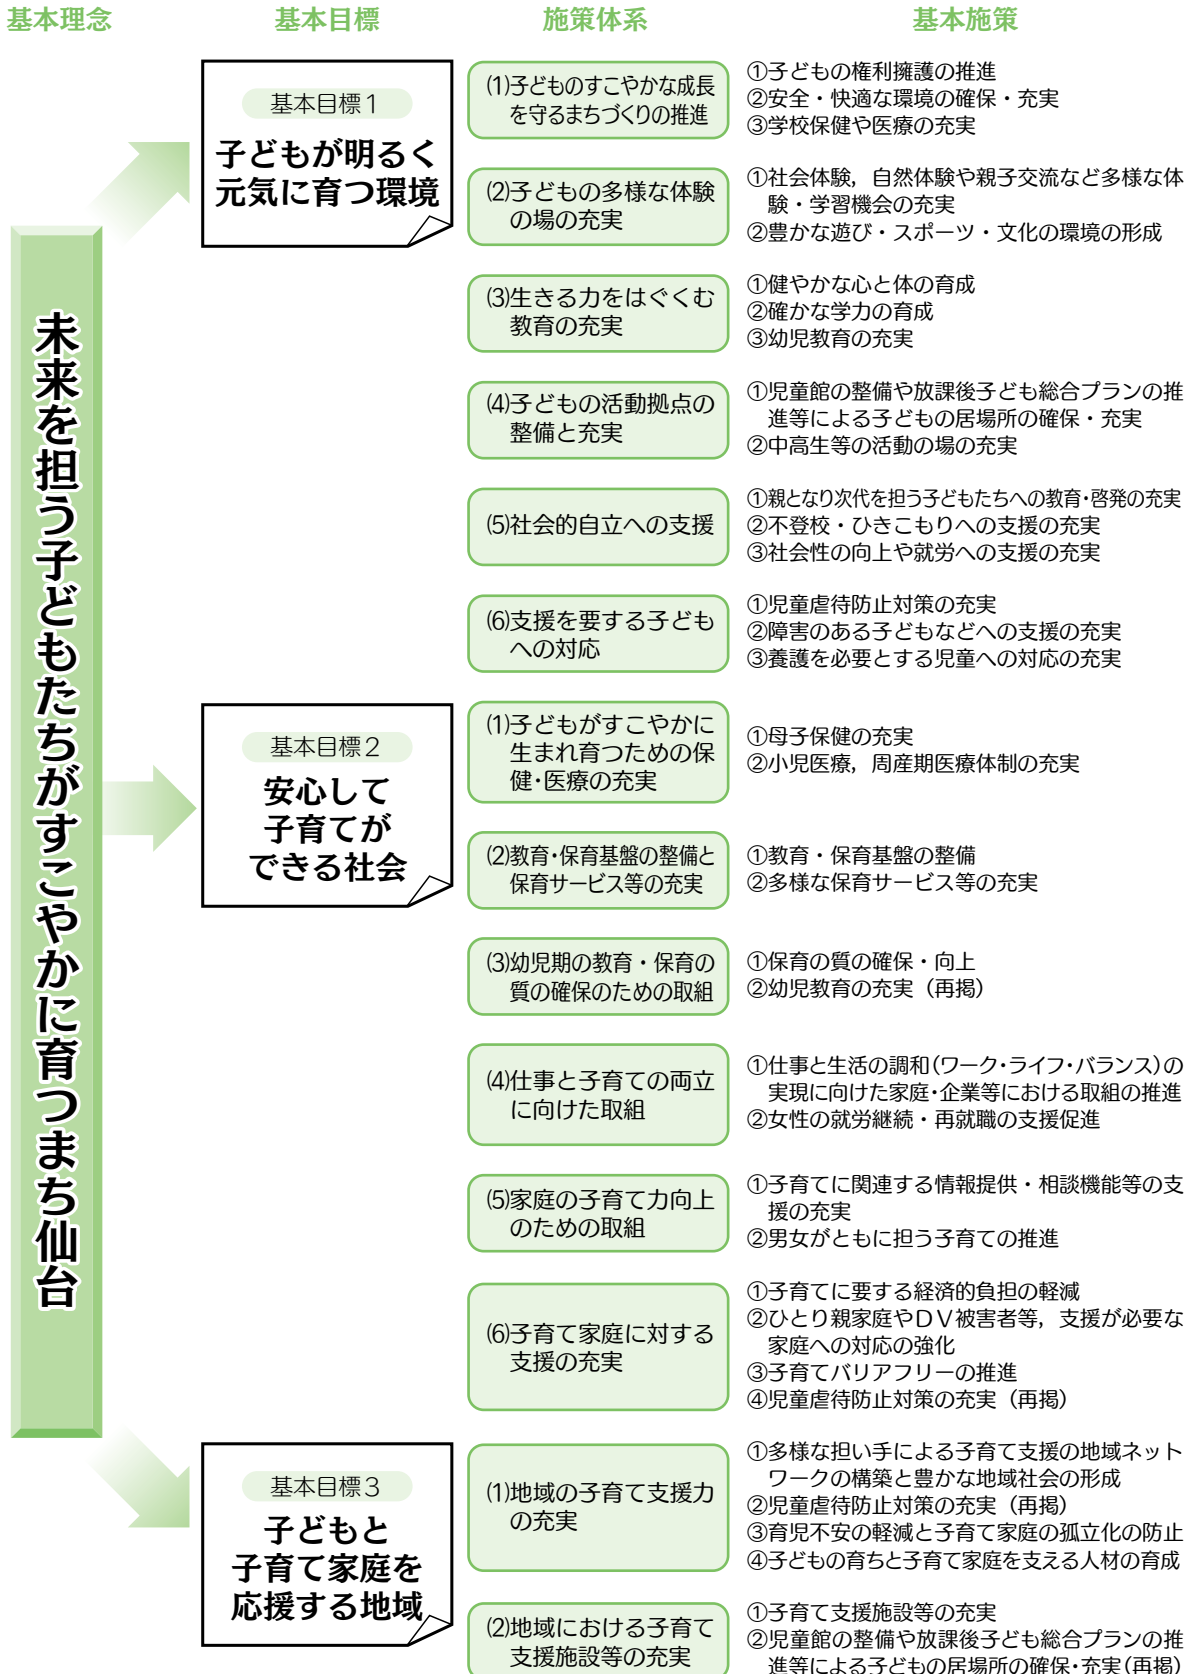 基本理念
基本目標
施策体系
基本施策
未来を担う子どもたちがすこやかに育つまち仙台
基本目標1
子どもが明るく
元気に育つ環境
⑴子どものすこやかな成長
を守るまちづくりの推進
①子どもの権利擁護の推進
②安全・快適な環境の確保・充実
③学校保健や医療の充実
⑵子どもの多様な体験
の場の充実
①社会体験，自然体験や親子交流など多様な体
験・学習機会の充実
②豊かな遊び・スポーツ・文化の環境の形成
⑶生きる力をはぐくむ
教育の充実
①健やかな心と体の育成
②確かな学力の育成
③幼児教育の充実
⑷子どもの活動拠点の
整備と充実
①児童館の整備や放課後子ども総合プランの推
進等による子どもの居場所の確保・充実
②中高生等の活動の場の充実
⑸社会的自立への支援
①親となり次代を担う子どもたちへの教育・啓発の充実
②不登校・ひきこもりへの支援の充実
③社会性の向上や就労への支援の充実
⑹支援を要する子ども
への対応
①児童虐待防止対策の充実
②障害のある子どもなどへの支援の充実
③養護を必要とする児童への対応の充実
基本目標2
安心して
子育てが
できる社会
⑴子どもがすこやかに
生まれ育つための保
健・医療の充実
①母子保健の充実
②小児医療，周産期医療体制の充実
⑵教育・保育基盤の整備と
保育サービス等の充実
①教育・保育基盤の整備
②多様な保育サービス等の充実
⑶幼児期の教育・保育の
質の確保のための取組
①保育の質の確保・向上
②幼児教育の充実（再掲）
⑷仕事と子育ての両立
に向けた取組
①仕事と生活の調和（ワーク・ライフ・バランス）の
実現に向けた家庭・企業等における取組の推進
②女性の就労継続・再就職の支援促進
⑸家庭の子育て力向上
のための取組
①子育てに関連する情報提供・相談機能等の支
援の充実
②男女がともに担う子育ての推進
⑹子育て家庭に対する
支援の充実
①子育てに要する経済的負担の軽減
②ひとり親家庭やＤＶ被害者等，支援が必要な
家庭への対応の強化
③子育てバリアフリーの推進
④児童虐待防止対策の充実（再掲）
基本目標3
子どもと
子育て家庭を
応援する地域
⑴地域の子育て支援力
の充実
①多様な担い手による子育て支援の地域ネット
ワークの構築と豊かな地域社会の形成
②児童虐待防止対策の充実（再掲）
③育児不安の軽減と子育て家庭の孤立化の防止
④子どもの育ちと子育て家庭を支える人材の育成
⑵地域における子育て
支援施設等の充実
①子育て支援施設等の充実
②児童館の整備や放課後子ども総合プランの推
進等による子どもの居場所の確保・充実（再掲）